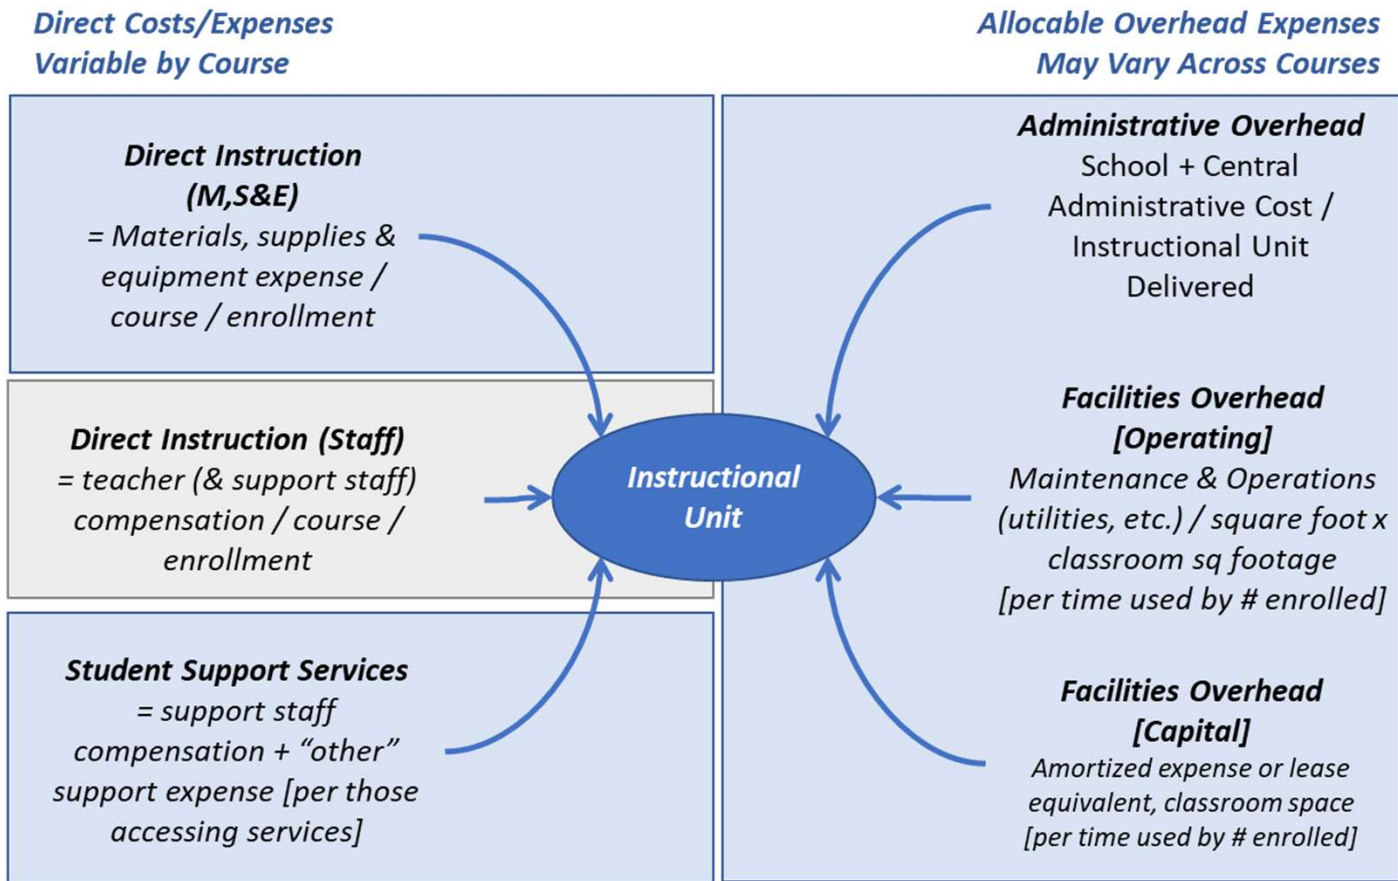 Direct Costs/Expenses
Variable by Course
Allocable Overhead Expenses
May Vary Across Courses
Direct Instruction
(M,S&E)
= Materials, supplies &
equipment expense /
course / enrollment
Direct Instruction (Staff)
= teacher (& support staff)
compensation / course /
enrollment
Student Support Services
= support staff
compensation + “other”
support expense [per those
accessing services]
Instructional
Unit
Administrative Overhead
School + Central
Administrative Cost /
Instructional Unit
Delivered
Facilities Overhead
[Operating]
Maintenance & Operations
(utilities, etc.) / square foot x
classroom sq footage
[per time used by # enrolled]
Facilities Overhead
[Capital]
Amortized expense or lease
equivalent, classroom space
[per time used by # enrolled]